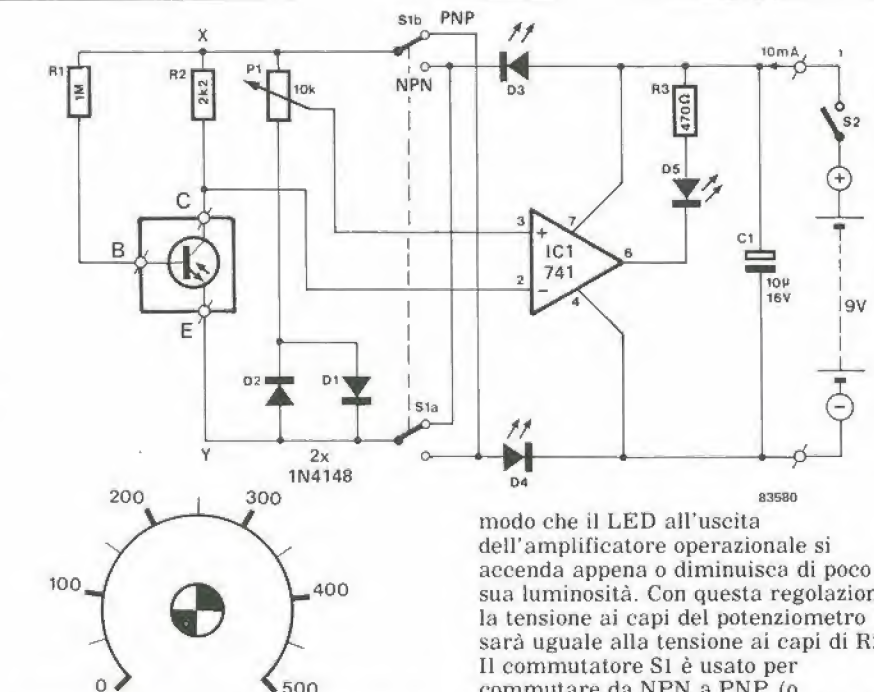 X
S1b
PNP
R1
1M
R2
2k2
P1
10k
NPN
D3
R3
470Ω
10mA
1
S2
D5
C
B
E
3
+
7
IC1
741
6
2
−
4
C1
10µ
16V
+
9V
−
D2
D1
S1a
Y
2x
1N4148
D4
83580
200
300
100
400
0
500
modo che il LED all'uscita
dell'amplificatore operazionale si
accenda appena o diminuisca di poco
sua luminosità. Con questa
la tensione ai capi del potenziometro
sarà uguale alla tensione ai capi di
Il commutatore S1 è usato per
commutare da NPN a PNP (o